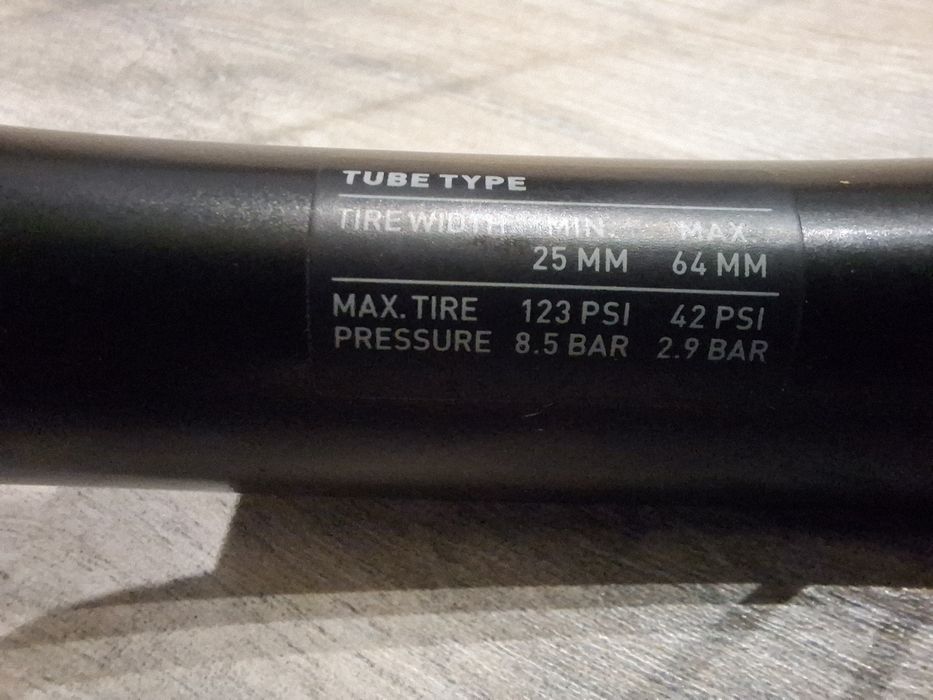 TUBE TYPE
TIRE WIDTH MIN. MAX
25 MM 64 MM
MAX. TIRE 123 PSI 42 PSI
PRESSURE 8.5 BAR 2.9 BAR